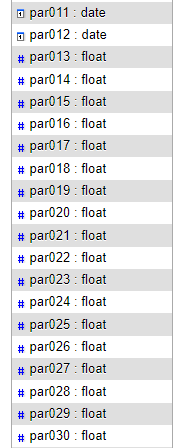 par011 : date
par012 : date
# par013 : float
# par014 : float
# par015 : float
# par016 : float
# par017 : float
# par018 : float
# par019 : float
# par020 : float
# par021 : float
# par022 : float
# par023 : float
# par024 : float
# par025 : float
# par026 : float
# par027 : float
# par028 : float
# par029 : float
# par030 : float